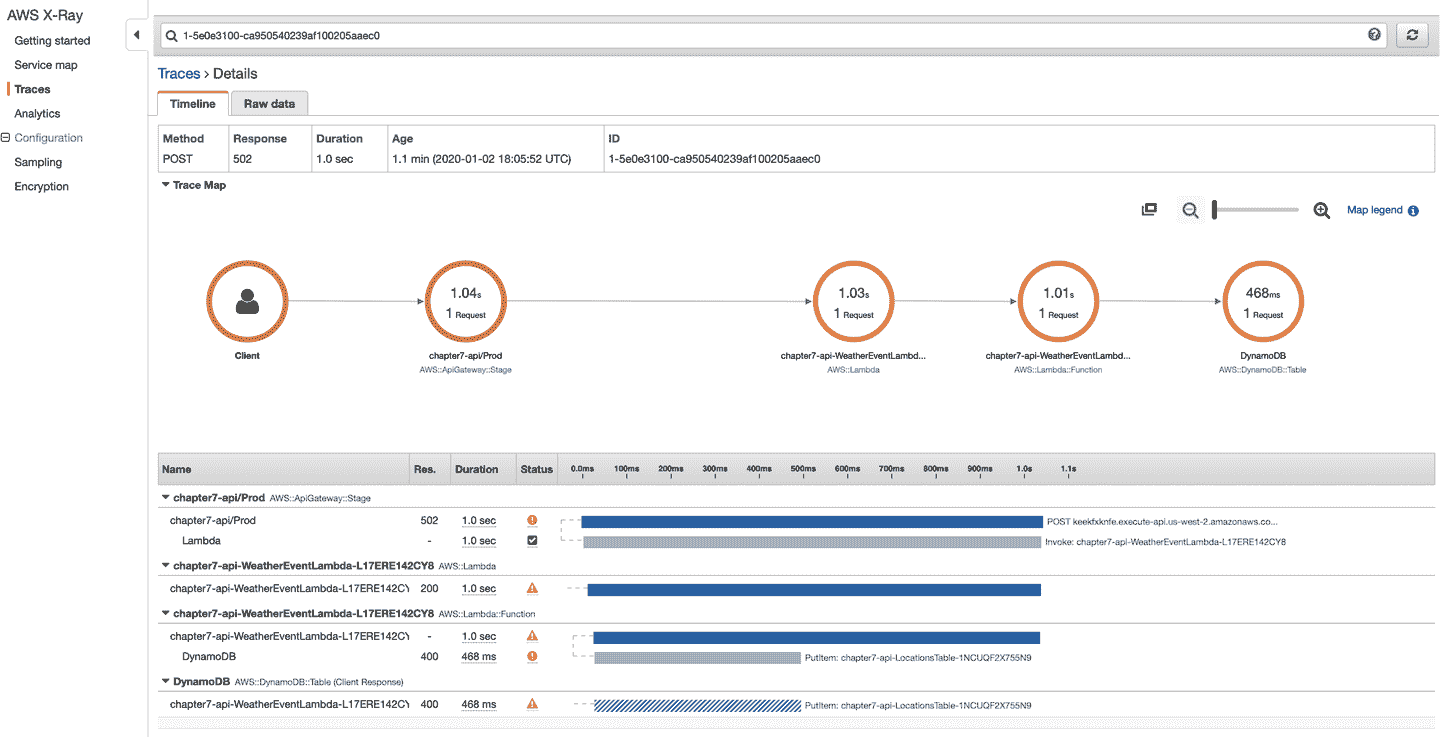 AWS X-Ray
Getting started
Service map
Traces
Analytics
Configuration
Sampling
Encryption
1-5e0e3100-ca950540239af100205aaec0
Traces > Details
Timeline Raw data
Method Response Duration Age ID
POST 502 1.0 sec 1.1 min (2020-01-02 18:05:52 UTC) 1-5e0e3100-ca950540239af100205aaec0
Trace Map
Map legend
1.04s 1.03s 1.01s 468ms
1 Request 1 Request 1 Request 1 Request
Client chapter7-api/Prod chapter7-api-WeatherEventLambd... chapter7-api-WeatherEventLambd... DynamoDB
AWS::ApiGateway::Stage AWS::Lambda AWS::Lambda::Function AWS::DynamoDB::Table
Name Res. Duration Status 0.0ms 100ms 200ms 300ms 400ms 500ms 600ms 700ms 800ms 900ms 1.0s 1.1s
chapter7-api/Prod AWS::ApiGateway::Stage
chapter7-api/Prod 502 1.0 sec POST keekfxknfe.execute-api.us-west-2.amazonaws.co...
Lambda - 1.0 sec Invoke: chapter7-api-WeatherEventLambda-L17ERE142CY8
chapter7-api-WeatherEventLambda-L17ERE142CY8 AWS::Lambda
chapter7-api-WeatherEventLambda-L17ERE142CY 200 1.0 sec
chapter7-api-WeatherEventLambda-L17ERE142CY8 AWS::Lambda::Function
chapter7-api-WeatherEventLambda-L17ERE142CY - 1.0 sec
DynamoDB 400 468 ms PutItem: chapter7-api-LocationsTable-1NCUQF2X755N9
DynamoDB AWS::DynamoDB::Table (Client Response)
chapter7-api-WeatherEventLambda-L17ERE142CY 400 468 ms PutItem: chapter7-api-LocationsTable-1NCUQF2X755N9